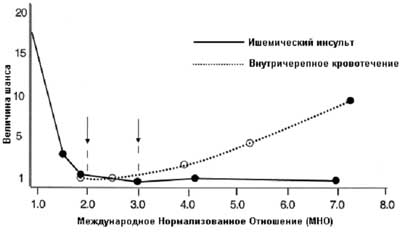 20
15
10
5
1
Величина шанса
Ишемический инсульт
Внутричерепное кровотечение
1.0 2.0 3.0 4.0 5.0 6.0 7.0 8.0
Международное Нормализованное Отношение (МНО)